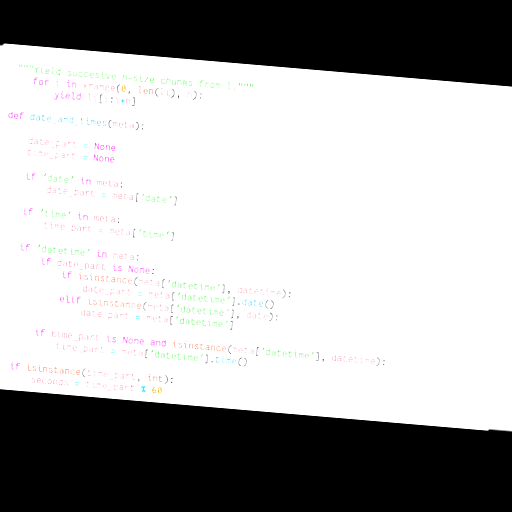 """Yield succesive n-size chunks from l."""
for i in xrange(0, len(l), n):
yield l[i:i+n]
def date_and_times(meta):
date_part = None
time_part = None
if 'date' in meta:
date_part = meta['date']
if 'time' in meta:
time_part = meta['time']
if 'datetime' in meta:
if date_part is None:
if isinstance(meta['datetime'], datetime):
date_part = meta['datetime'].date()
elif isinstance(meta['datetime'], date):
date_part = meta['datetime']
if time_part is None and isinstance(meta['datetime'], datetime):
time_part = meta['datetime'].time()
if isinstance(time_part, int):
seconds = time_part % 60